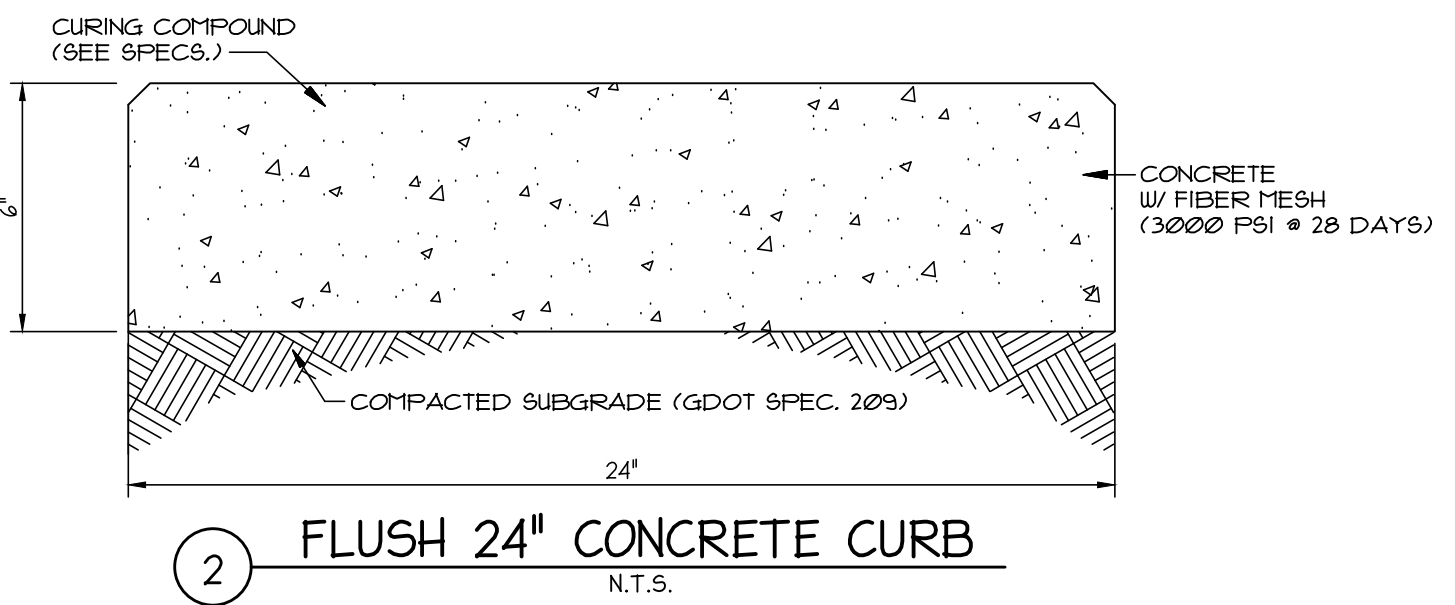 CURING COMPOUND
(SEE SPECS.)
6"
CONCRETE
W/ FIBER MESH
(3000 PSI @ 28 DAYS)
COMPACTED SUBGRADE (GDOT SPEC. 209)
24"
2
FLUSH 24" CONCRETE CURB
N.T.S.